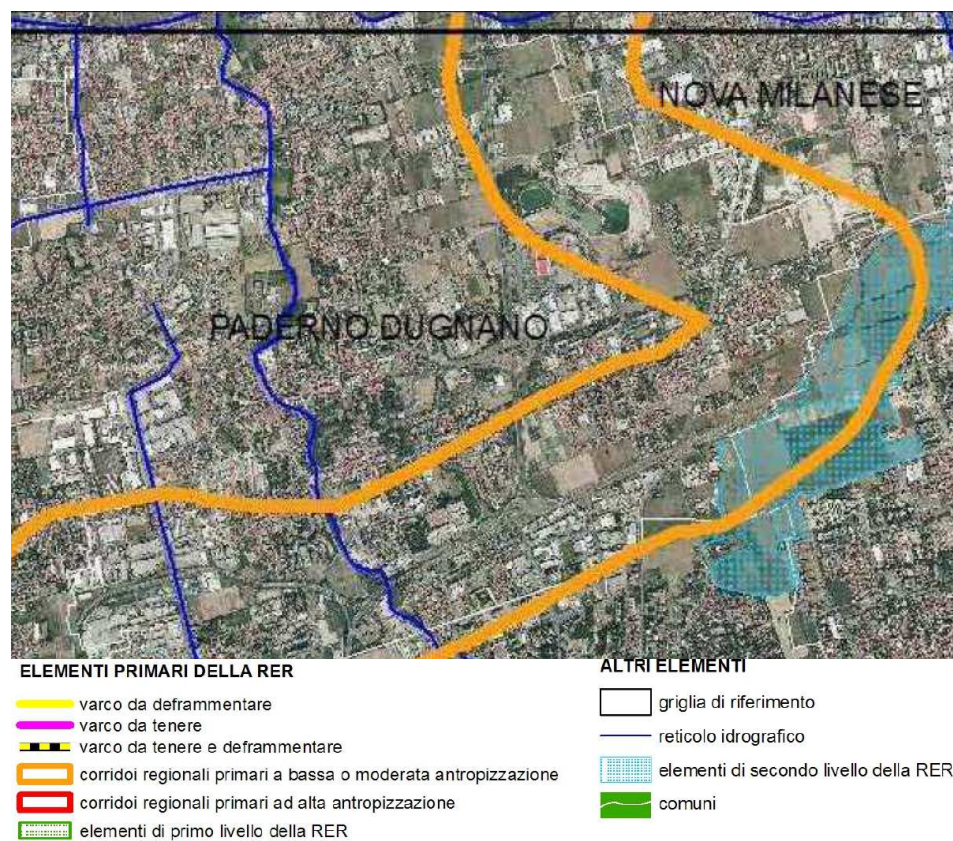 NOVA MILANESE
PADERNO DUGNANO
ELEMENTI PRIMARI DELLA RER
varco da deframmentare
varco da tenere
varco da tenere e deframmentare
corridoi regionali primari a bassa o moderata antropizzazione
corridoi regionali primari ad alta antropizzazione
elementi di primo livello della RER
ALTRI ELEMENTI
griglia di riferimento
reticolo idrografico
elementi di secondo livello della RER
comuni